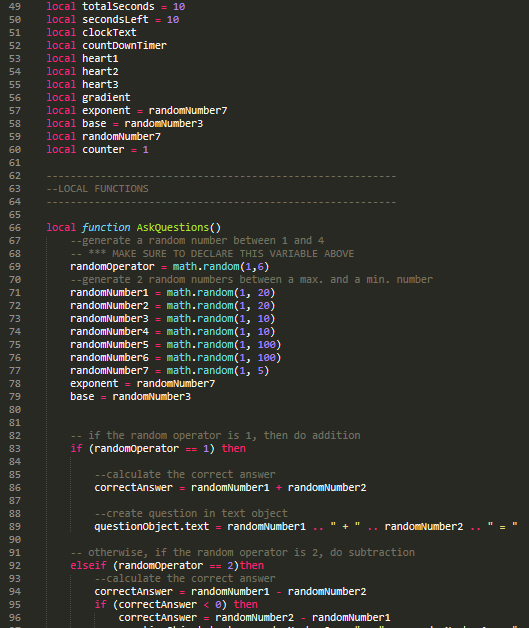 49 local totalSeconds = 10
50 local secondsLeft = 10
51 local clockText
52 local countDownTimer
53 local heart1
54 local heart2
55 local heart3
56 local gradient
57 local exponent = randomNumber7
58 local base = randomNumber3
59 local randomNumber7
60 local counter = 1
61
62 ----------------------------------------------------------
63 --LOCAL FUNCTIONS
64 ----------------------------------------------------------
65
66 local function AskQuestions()
67 --generate a random number between 1 and 4
68 -- *** MAKE SURE TO DECLARE THIS VARIABLE ABOVE
69 randomOperator = math.random(1,6)
70 --generate 2 random numbers between a max. and a min. number
71 randomNumber1 = math.random(1, 20)
72 randomNumber2 = math.random(1, 20)
73 randomNumber3 = math.random(1, 10)
74 randomNumber4 = math.random(1, 10)
75 randomNumber5 = math.random(1, 100)
76 randomNumber6 = math.random(1, 100)
77 randomNumber7 = math.random(1, 5)
78 exponent = randomNumber7
79 base = randomNumber3
80
81
82 -- if the random operator is 1, then do addition
83 if (randomOperator == 1) then
84
85 --calculate the correct answer
86 correctAnswer = randomNumber1 + randomNumber2
87
88 --create question in text object
89 questionObject.text = randomNumber1 .. " + " .. randomNumber2 .. " = "
90
91 -- otherwise, if the random operator is 2, do subtraction
92 elseif (randomOperator == 2)then
93 --calculate the correct answer
94 correctAnswer = randomNumber1 - randomNumber2
95 if (correctAnswer < 0) then
96 correctAnswer = randomNumber2 - randomNumber1